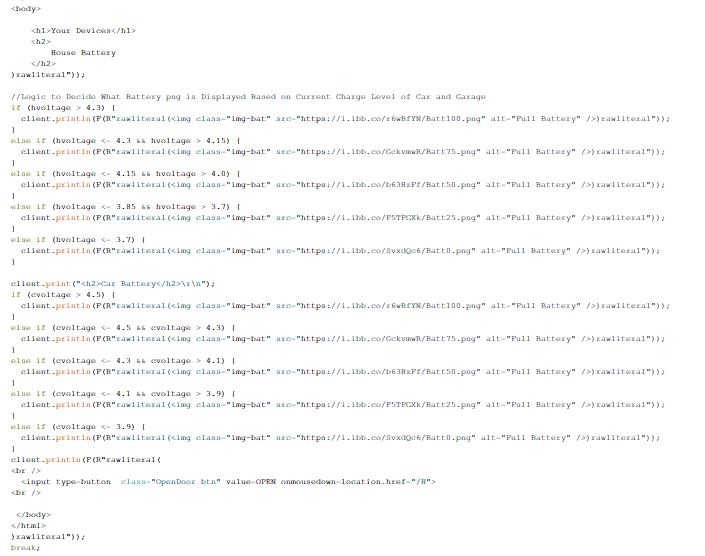 <body>
<h1>Your Devices</h1>
<h2>
House Battery
</h2>
)rawliteral"));
//Logic to Decide What Battery png is Displayed Based on Current Charge Level of Car and Garage
if (hvoltage > 4.3) {
client.println(F(R"rawliteral(<img class="img-bat" src="https://i.ibb.co/r6wBfYN/Batt100.png" alt="Full Battery" />)rawliteral"));
}
else if (hvoltage <= 4.3 && hvoltage > 4.15) {
client.println(F(R"rawliteral(<img class="img-bat" src="https://i.ibb.co/GckvmwR/Batt75.png" alt="Full Battery" />)rawliteral"));
}
else if (hvoltage <= 4.15 && hvoltage > 4.0) {
client.println(F(R"rawliteral(<img class="img-bat" src="https://i.ibb.co/b63HzFf/Batt50.png" alt="Full Battery" />)rawliteral"));
}
else if (hvoltage <= 3.85 && hvoltage > 3.7) {
client.println(F(R"rawliteral(<img class="img-bat" src="https://i.ibb.co/F5TFGXk/Batt25.png" alt="Full Battery" />)rawliteral"));
}
else if (hvoltage <= 3.7) {
client.println(F(R"rawliteral(<img class="img-bat" src="https://i.ibb.co/SvxdQc6/Batt0.png" alt="Full Battery" />)rawliteral"));
}
client.print("<h2>Car Battery</h2>\r\n");
if (cvoltage > 4.5) {
client.println(F(R"rawliteral(<img class="img-bat" src="https://i.ibb.co/r6wBfYN/Batt100.png" alt="Full Battery" />)rawliteral"));
}
else if (cvoltage <= 4.5 && cvoltage > 4.3) {
client.println(F(R"rawliteral(<img class="img-bat" src="https://i.ibb.co/GckvmwR/Batt75.png" alt="Full Battery" />)rawliteral"));
}
else if (cvoltage <= 4.3 && cvoltage > 4.1) {
client.println(F(R"rawliteral(<img class="img-bat" src="https://i.ibb.co/b63HzFf/Batt50.png" alt="Full Battery" />)rawliteral"));
}
else if (cvoltage <= 4.1 && cvoltage > 3.9) {
client.println(F(R"rawliteral(<img class="img-bat" src="https://i.ibb.co/F5TFGXk/Batt25.png" alt="Full Battery" />)rawliteral"));
}
else if (cvoltage <= 3.9) {
client.println(F(R"rawliteral(<img class="img-bat" src="https://i.ibb.co/SvxdQc6/Batt0.png" alt="Full Battery" />)rawliteral"));
}
client.println(F(R"rawliteral(
<br />
<input type=button class="OpenDoor btn" value=OPEN onmousedown=location.href="/H">
<br />
</body>
</html>
)rawliteral"));
break;